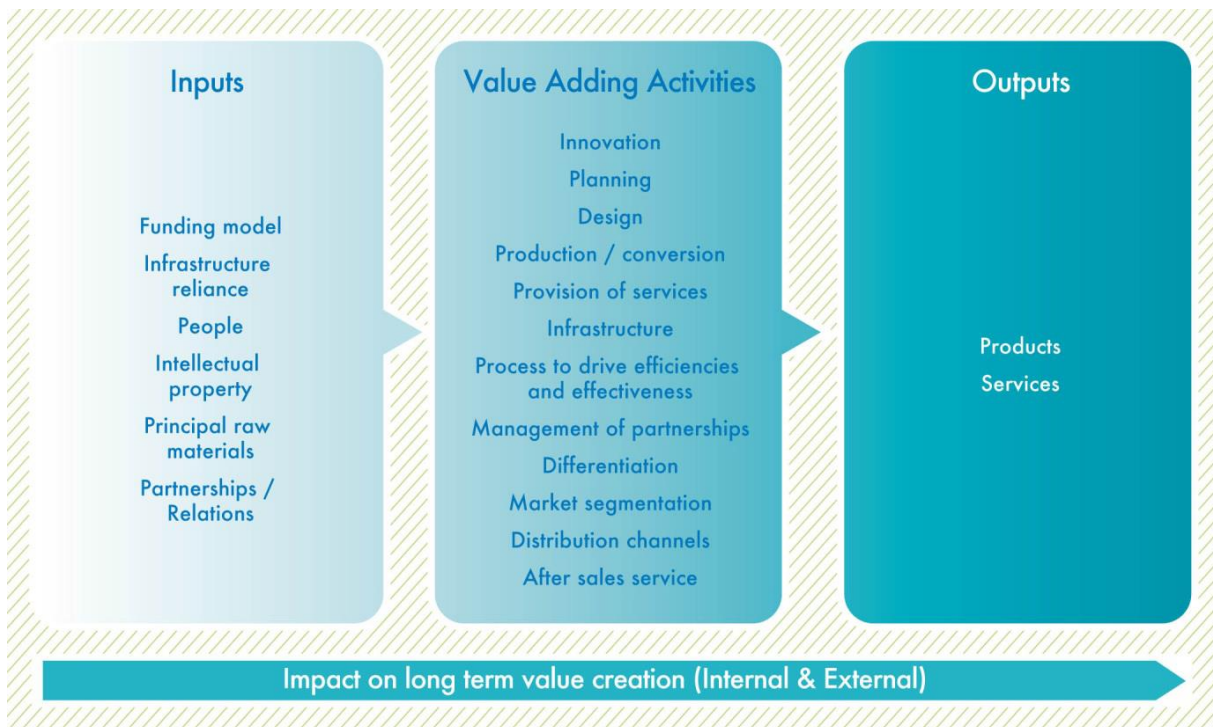 Inputs
Funding model
Infrastructure
reliance
People
Intellectual
property
Principal raw
materials
Partnerships /
Relations
Value Adding Activities
Innovation
Planning
Design
Production / conversion
Provision of services
Infrastructure
Process to drive efficiencies
and effectiveness
Management of partnerships
Differentiation
Market segmentation
Distribution channels
After sales service
Outputs
Products
Services
Impact on long term value creation (Internal & External)